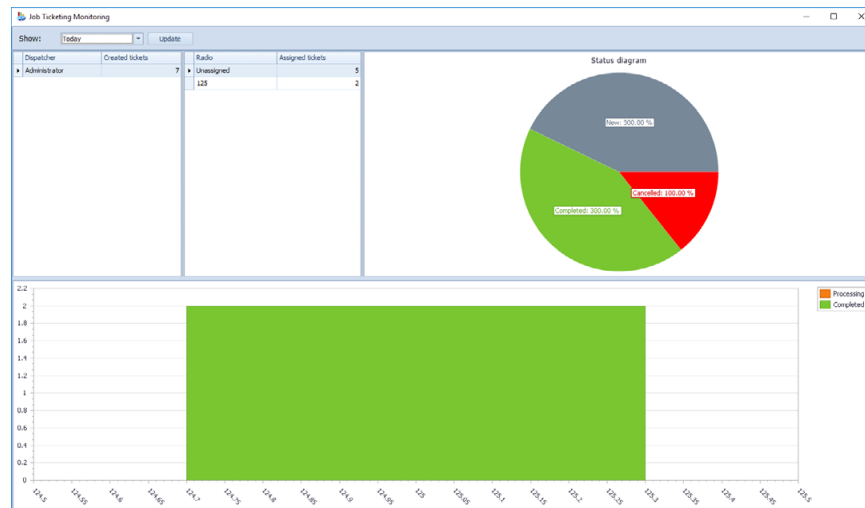 Job Ticketing Monitoring
Show: Today Update
Dispatcher Created tickets
Administrator 7
Radio Assigned tickets
Unassigned 5
125 2
Status diagram
New: 300.00 %
Cancelled: 100.00 %
Completed: 300.00 %
2.2
2
1.8
1.6
1.4
1.2
1
0.8
0.6
0.4
0.2
0
124.5 124.55 124.6 124.65 124.7 124.75 124.8 124.85 124.9 124.95 125 125.05 125.1 125.15 125.2 125.25 125.3 125.35 125.4 125.45 125.5
Processing
Completed